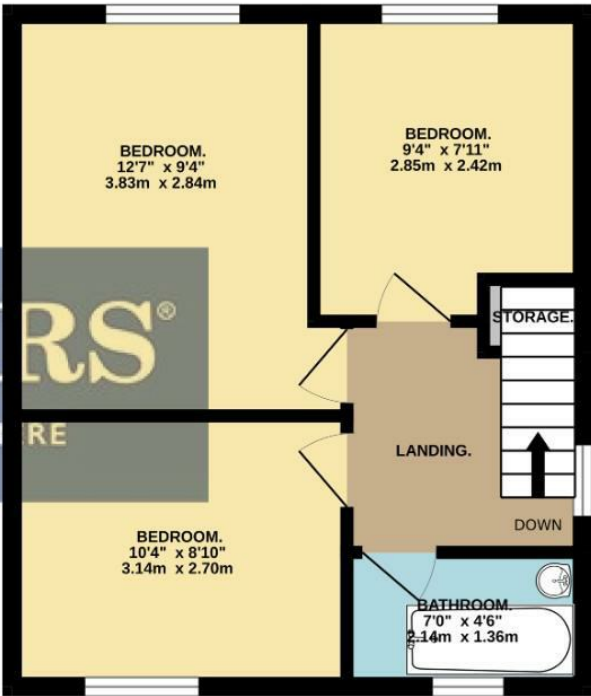 BEDROOM.
12'7" x 9'4"
3.83m x 2.84m
BEDROOM.
9'4" x 7'11"
2.85m x 2.42m
STORAGE.
RS®
ERE
LANDING.
DOWN
BEDROOM.
10'4" x 8'10"
3.14m x 2.70m
BATHROOM.
7'0" x 4'6"
2.14m x 1.36m